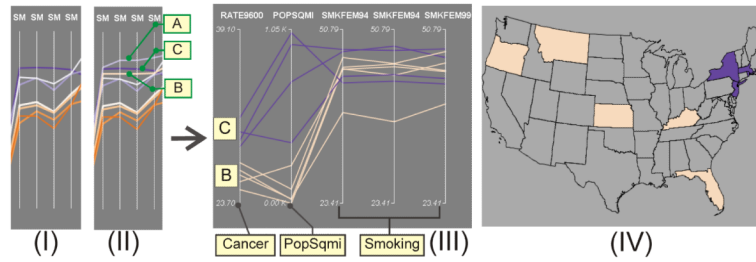 SM SM SM SM
SM SM SM SM
A
C
B
(I)
(II)
RATE9600 POPSQMI SMKFEM94 SMKFEM94 SMKFEM99
39.10 1.05 K 50.79 50.79 50.79
C
B
23.70 0.00 K 23.41 23.41 23.41
Cancer PopSqmi Smoking (III)
(IV)